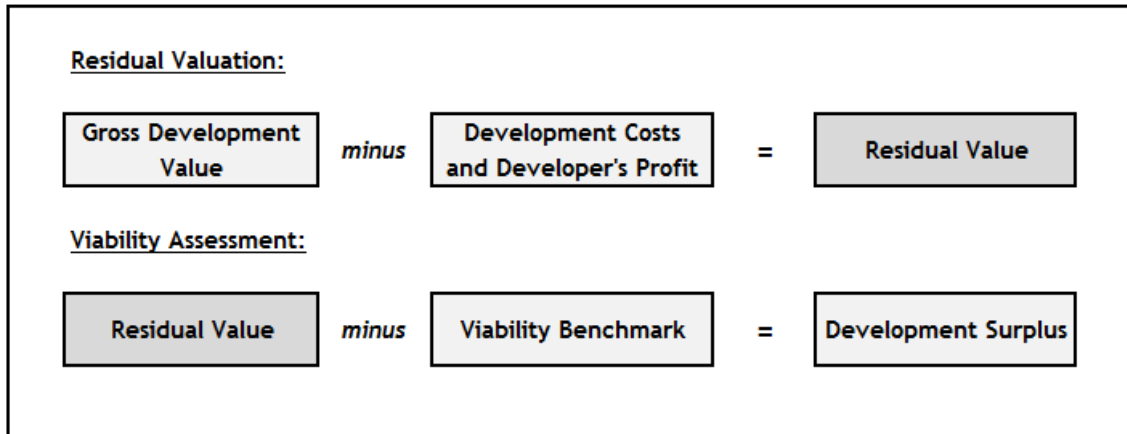 Residual Valuation:
Gross Development
Value
minus
Development Costs
and Developer's Profit
=
Residual Value
Viability Assessment:
Residual Value
minus
Viability Benchmark
=
Development Surplus